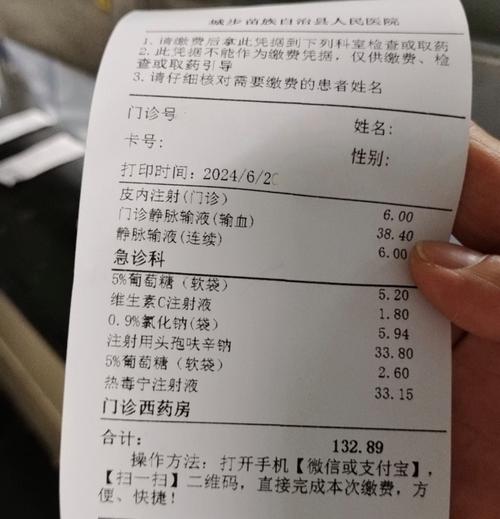 城步苗族自治县人民医院
1. 请缴费后拿此凭据到下列科室检查或取药
2. 此凭据不能作为缴费凭据，仅供缴费、检
查或取药引导
3. 请仔细核对需要缴费的患者姓名
门诊号 姓名:
卡号: 性别:
打印时间: 2024/6/20
皮内注射(门诊) 6.00
门诊静脉输液(输血) 38.40
静脉输液(连续) 6.00
急诊科
5%葡萄糖（软袋） 5.20
维生素C注射液 1.80
0.9%氯化钠(袋) 5.94
注射用头孢呋辛钠 33.80
5%葡萄糖（软袋） 2.60
热毒宁注射液 33.15
门诊西药房
合计: 132.89
操作方法: 打开手机【微信或支付宝】,
【扫一扫】二维码, 直接完成本次缴费, 方
便、快捷!